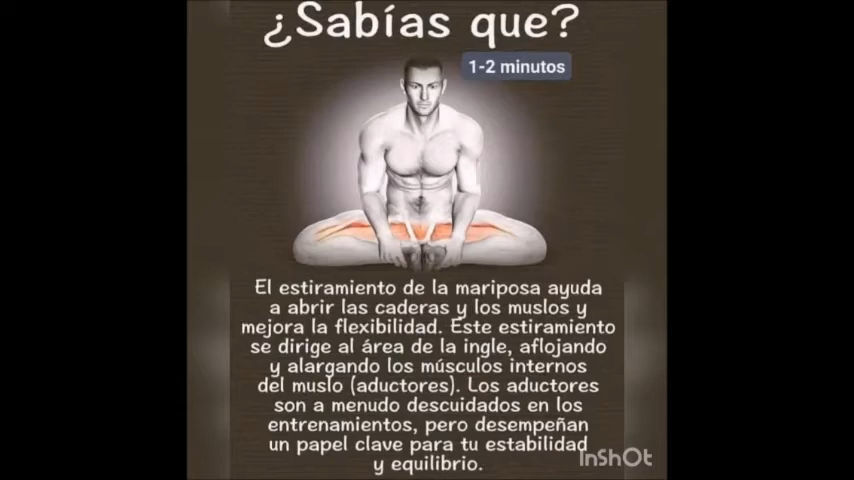 ¿Sabías que?
1-2 minutos
El estiramiento de la mariposa ayuda
a abrir las caderas y los muslos y
mejora la flexibilidad. Este estiramiento
se dirige al área de la ingle, aflojando
y alargando los músculos internos
del muslo (aductores). Los aductores
son a menudo descuidados en los
entrenamientos, pero desempeñan
un papel clave para tu estabilidad
y equilibrio.
InShOt